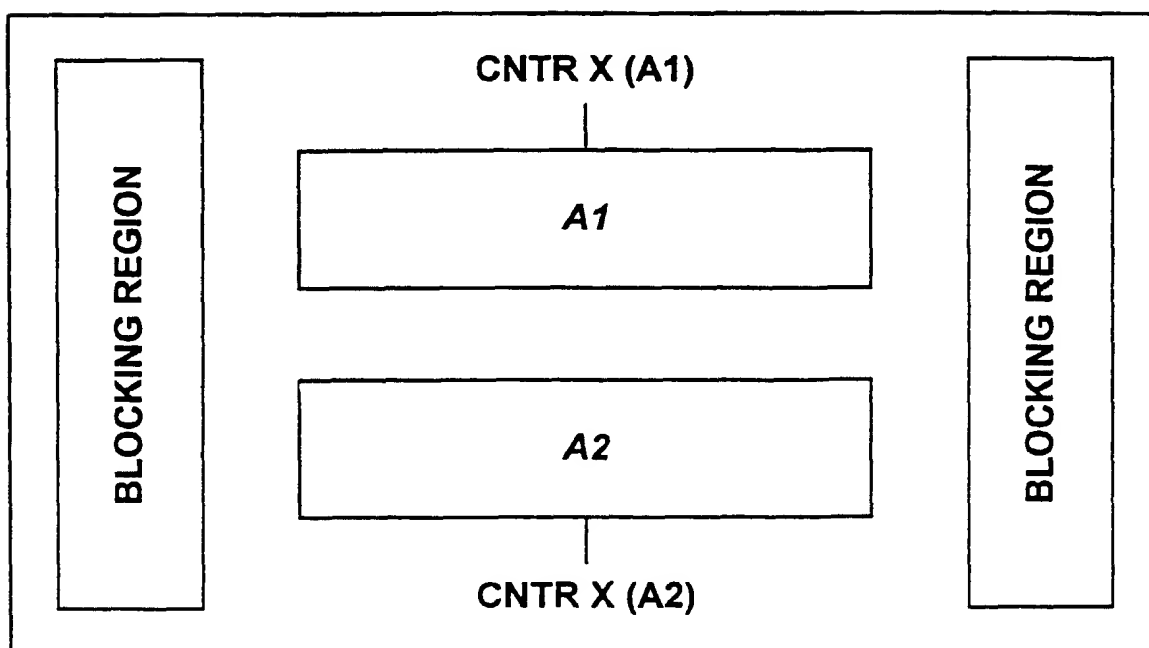 CNTR X (A1)
BLOCKING REGION
A1
BLOCKING REGION
A2
CNTR X (A2)